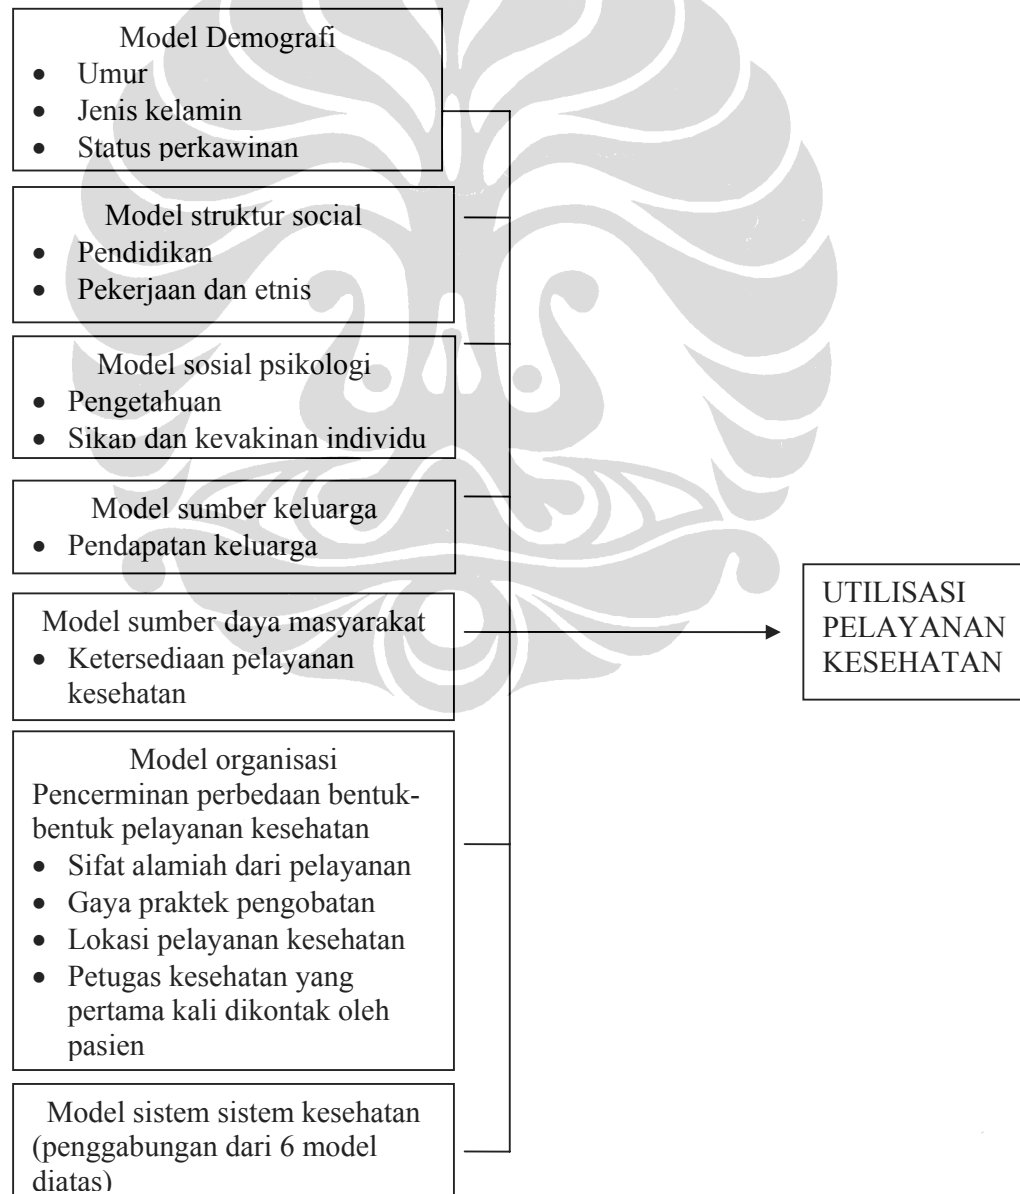 Model Demografi
• Umur
• Jenis kelamin
• Status perkawinan
Model struktur social
• Pendidikan
• Pekerjaan dan etnis
Model sosial psikologi
• Pengetahuan
• Sikap dan keyakinan individu
Model sumber keluarga
• Pendapatan keluarga
Model sumber daya masyarakat
• Ketersediaan pelayanan
kesehatan
Model organisasi
Pencerminan perbedaan bentuk-
bentuk pelayanan kesehatan
• Sifat alamiah dari pelayanan
• Gaya praktek pengobatan
• Lokasi pelayanan kesehatan
• Petugas kesehatan yang
pertama kali dikontak oleh
pasien
Model sistem sistem kesehatan
(penggabungan dari 6 model
diatas)
UTILISASI
PELAYANAN
KESEHATAN